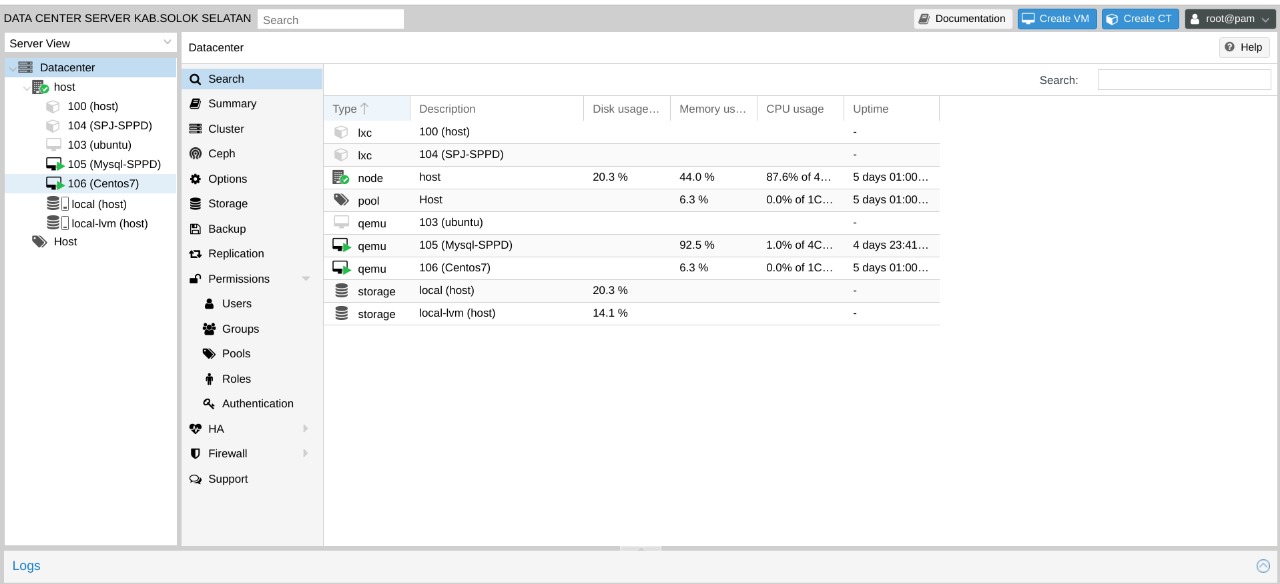 DATA CENTER SERVER KAB.SOLOK SELATAN Search Documentation Create VM Create CT root@pam
Server View
Datacenter
host
100 (host)
104 (SPJ-SPPD)
103 (ubuntu)
105 (Mysql-SPPD)
106 (Centos7)
local (host)
local-lvm (host)
Host
Datacenter Help
Search
Summary
Cluster
Ceph
Options
Storage
Backup
Replication
Permissions
Users
Groups
Pools
Roles
Authentication
HA
Firewall
Support
Search:
Type Description Disk usage... Memory us... CPU usage Uptime
lxc 100 (host) -
lxc 104 (SPJ-SPPD) -
node host 20.3 % 44.0 % 87.6% of 4... 5 days 01:00...
pool Host 6.3 % 0.0% of 1C... 5 days 01:00...
qemu 103 (ubuntu) -
qemu 105 (Mysql-SPPD) 92.5 % 1.0% of 4C... 4 days 23:41...
qemu 106 (Centos7) 6.3 % 0.0% of 1C... 5 days 01:00...
storage local (host) 20.3 % -
storage local-lvm (host) 14.1 % -
Logs